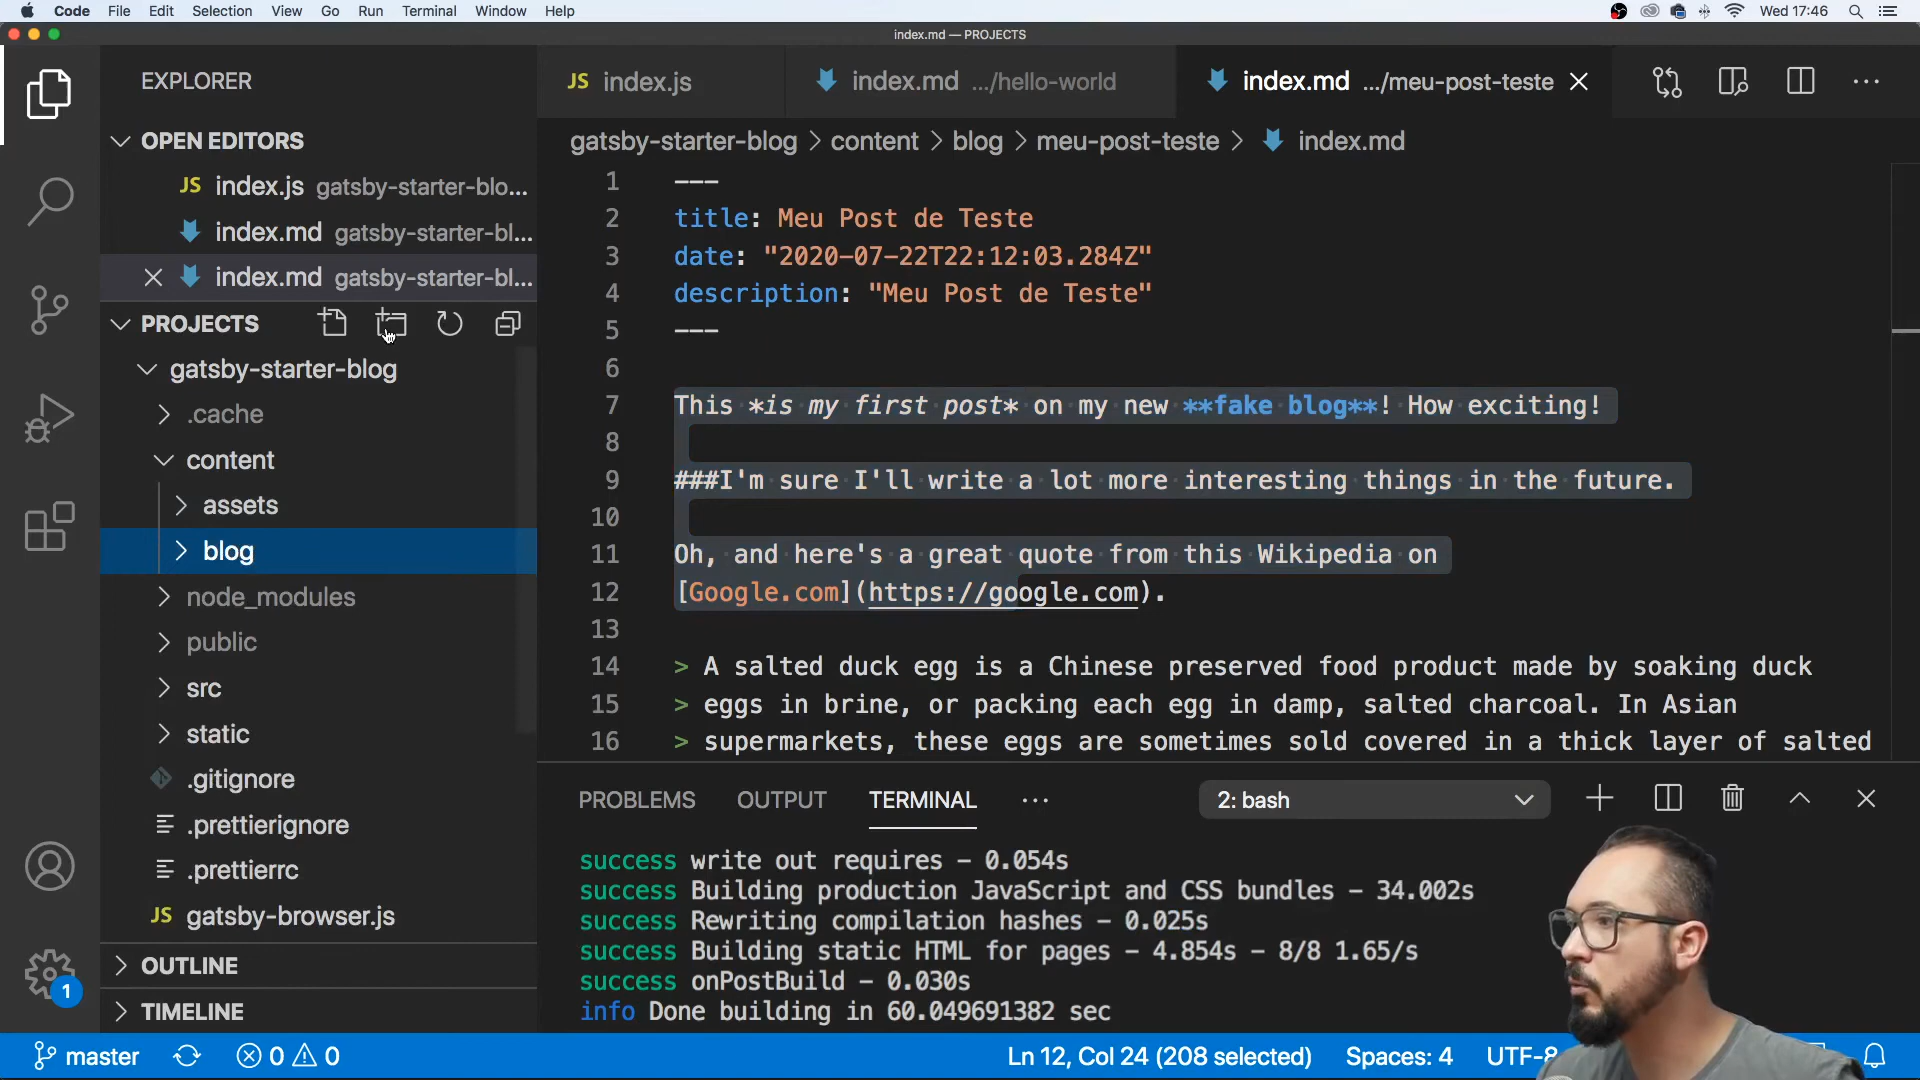 Code File Edit Selection View Go Run Terminal Window Help
Wed 17:46
index.md — PROJECTS
EXPLORER
OPEN EDITORS
JS index.js gatsby-starter-blo...
index.md gatsby-starter-bl...
index.md gatsby-starter-bl...
PROJECTS
gatsby-starter-blog
.cache
content
assets
blog
node_modules
public
src
static
.gitignore
.prettierignore
.prettierrc
JS gatsby-browser.js
OUTLINE
TIMELINE
1
JS index.js
index.md .../hello-world
index.md .../meu-post-teste
gatsby-starter-blog > content > blog > meu-post-teste > index.md
1 ---
2 title: Meu Post de Teste
3 date: "2020-07-22T22:12:03.284Z"
4 description: "Meu Post de Teste"
5 ---
6
7 This *is my first post* on my new **fake blog**! How exciting!
8
9 ###I'm sure I'll write a lot more interesting things in the future.
10
11 Oh, and here's a great quote from this Wikipedia on
12 [Google.com](https://google.com).
13
14 > A salted duck egg is a Chinese preserved food product made by soaking duck
15 > eggs in brine, or packing each egg in damp, salted charcoal. In Asian
16 > supermarkets, these eggs are sometimes sold covered in a thick layer of salted
PROBLEMS OUTPUT TERMINAL ...
2: bash
success write out requires - 0.054s
success Building production JavaScript and CSS bundles - 34.002s
success Rewriting compilation hashes - 0.025s
success Building static HTML for pages - 4.854s - 8/8 1.65/s
success onPostBuild - 0.030s
info Done building in 60.049691382 sec
master
0 0
Ln 12, Col 24 (208 selected)
Spaces: 4
UTF-8